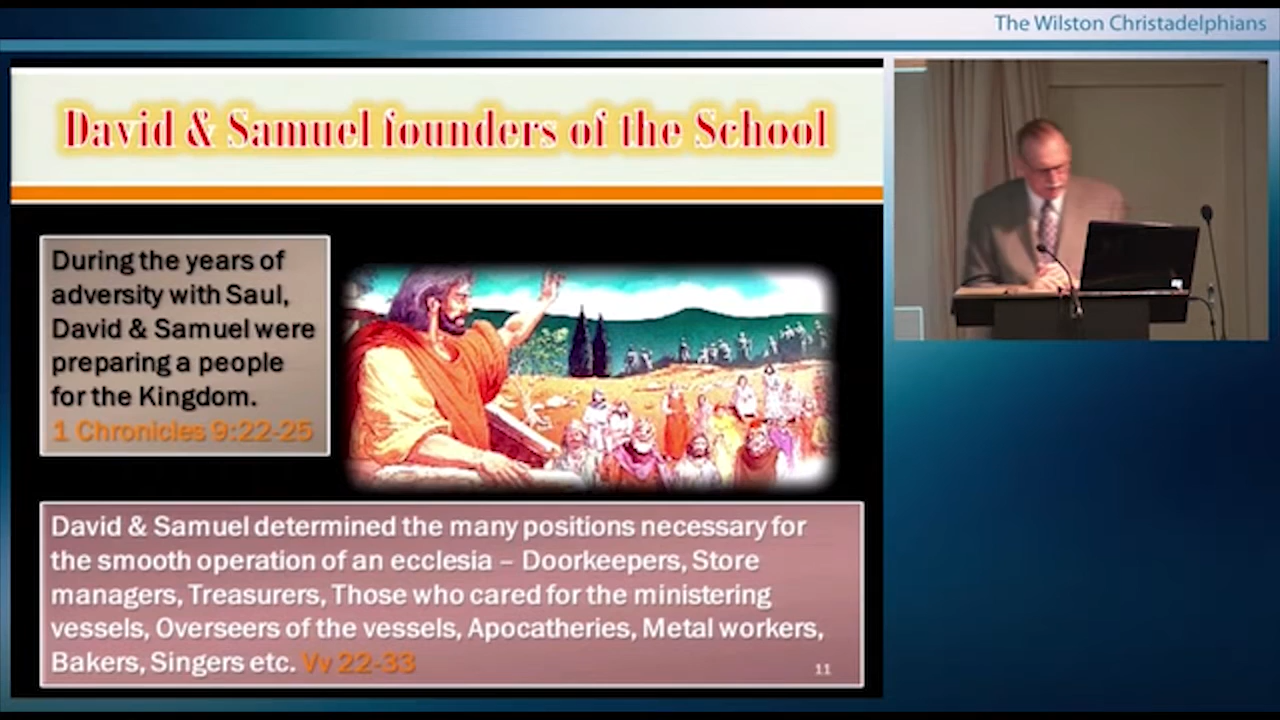 The Wilston Christadelphians
David & Samuel founders of the School
During the years of
adversity with Saul,
David & Samuel were
preparing a people
for the Kingdom.
1 Chronicles 9:22-25
David & Samuel determined the many positions necessary for
the smooth operation of an ecclesia – Doorkeepers, Store
managers, Treasurers, Those who cared for the ministering
vessels, Overseers of the vessels, Apocatheries, Metal workers,
Bakers, Singers etc. Vv 22-33
11